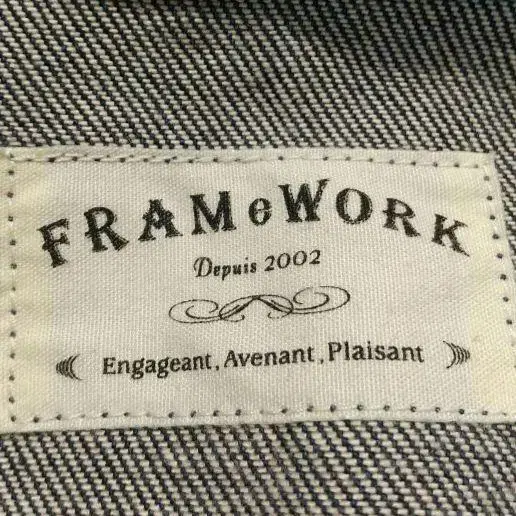 FRAMeWORK
Depuis 2002
Engageant, Avenant, Plaisant